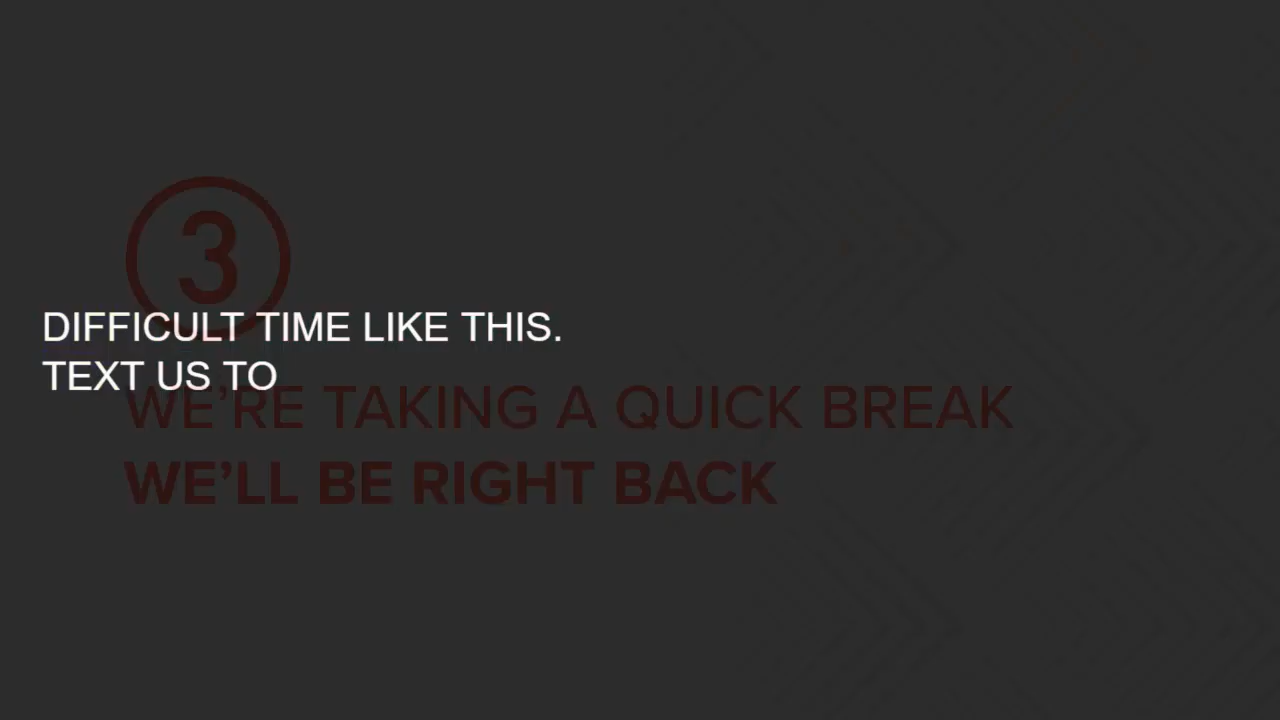 3
DIFFICULT TIME LIKE THIS.
TEXT US TO
WE’RE TAKING A QUICK BREAK
WE’LL BE RIGHT BACK